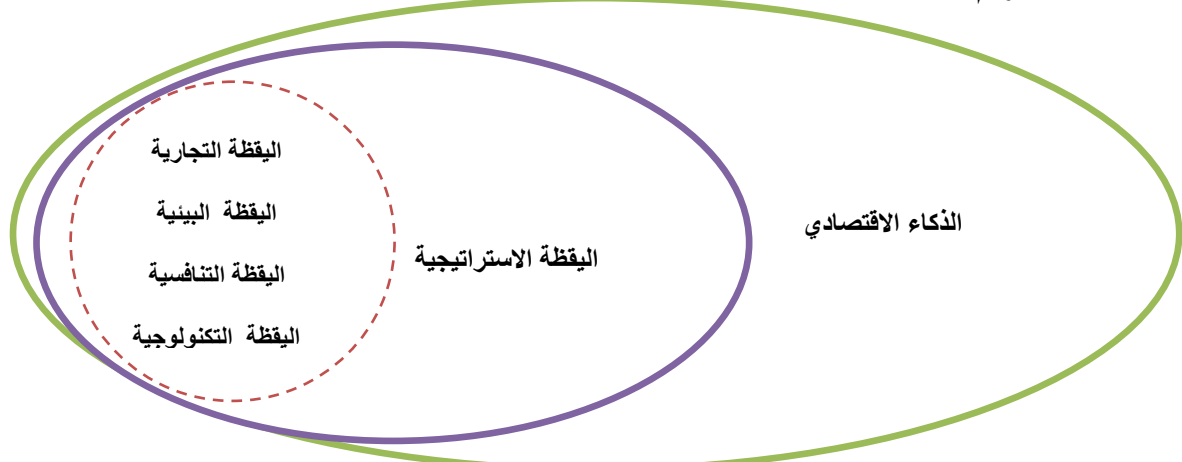 اليقظة التجارية
اليقظة البيئية
اليقظة التنافسية
اليقظة التكنولوجية
اليقظة الاستراتيجية
الذكاء الاقتصادي